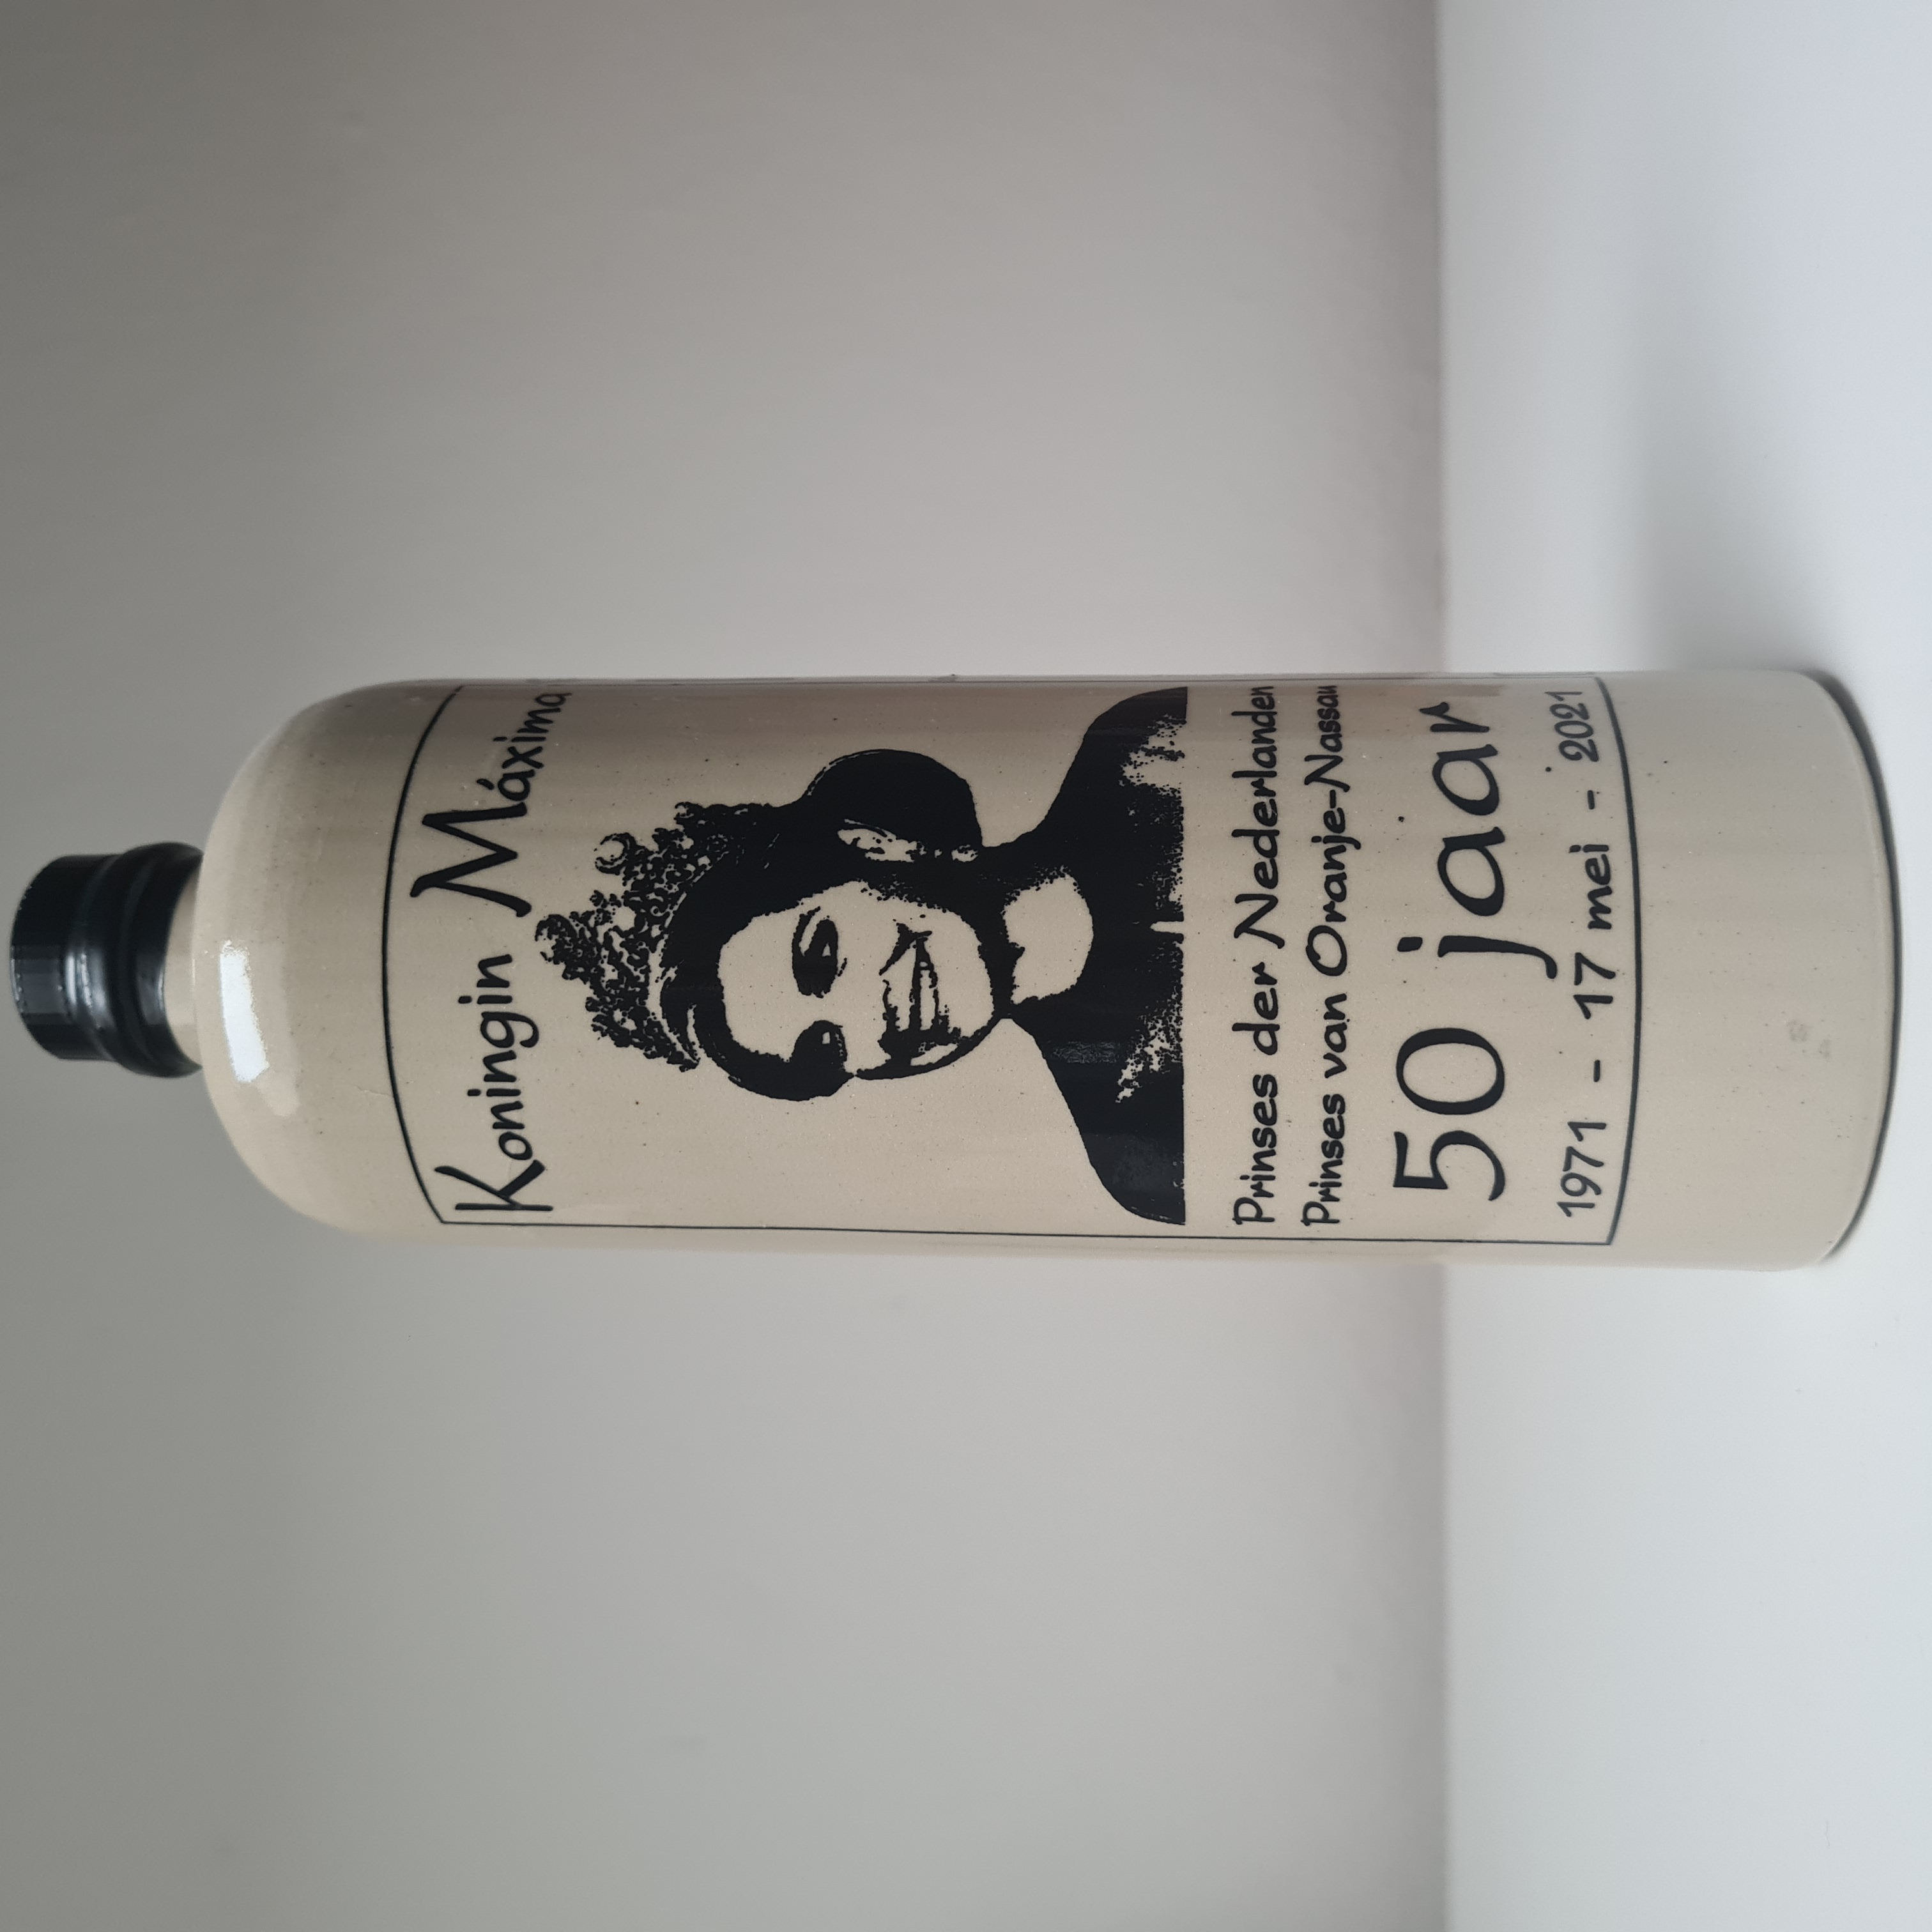 Koningin Máxima
Prinses der Nederlanden
Prinses van Oranje-Nassau
50 jaar
1971 - 17 mei - 2021